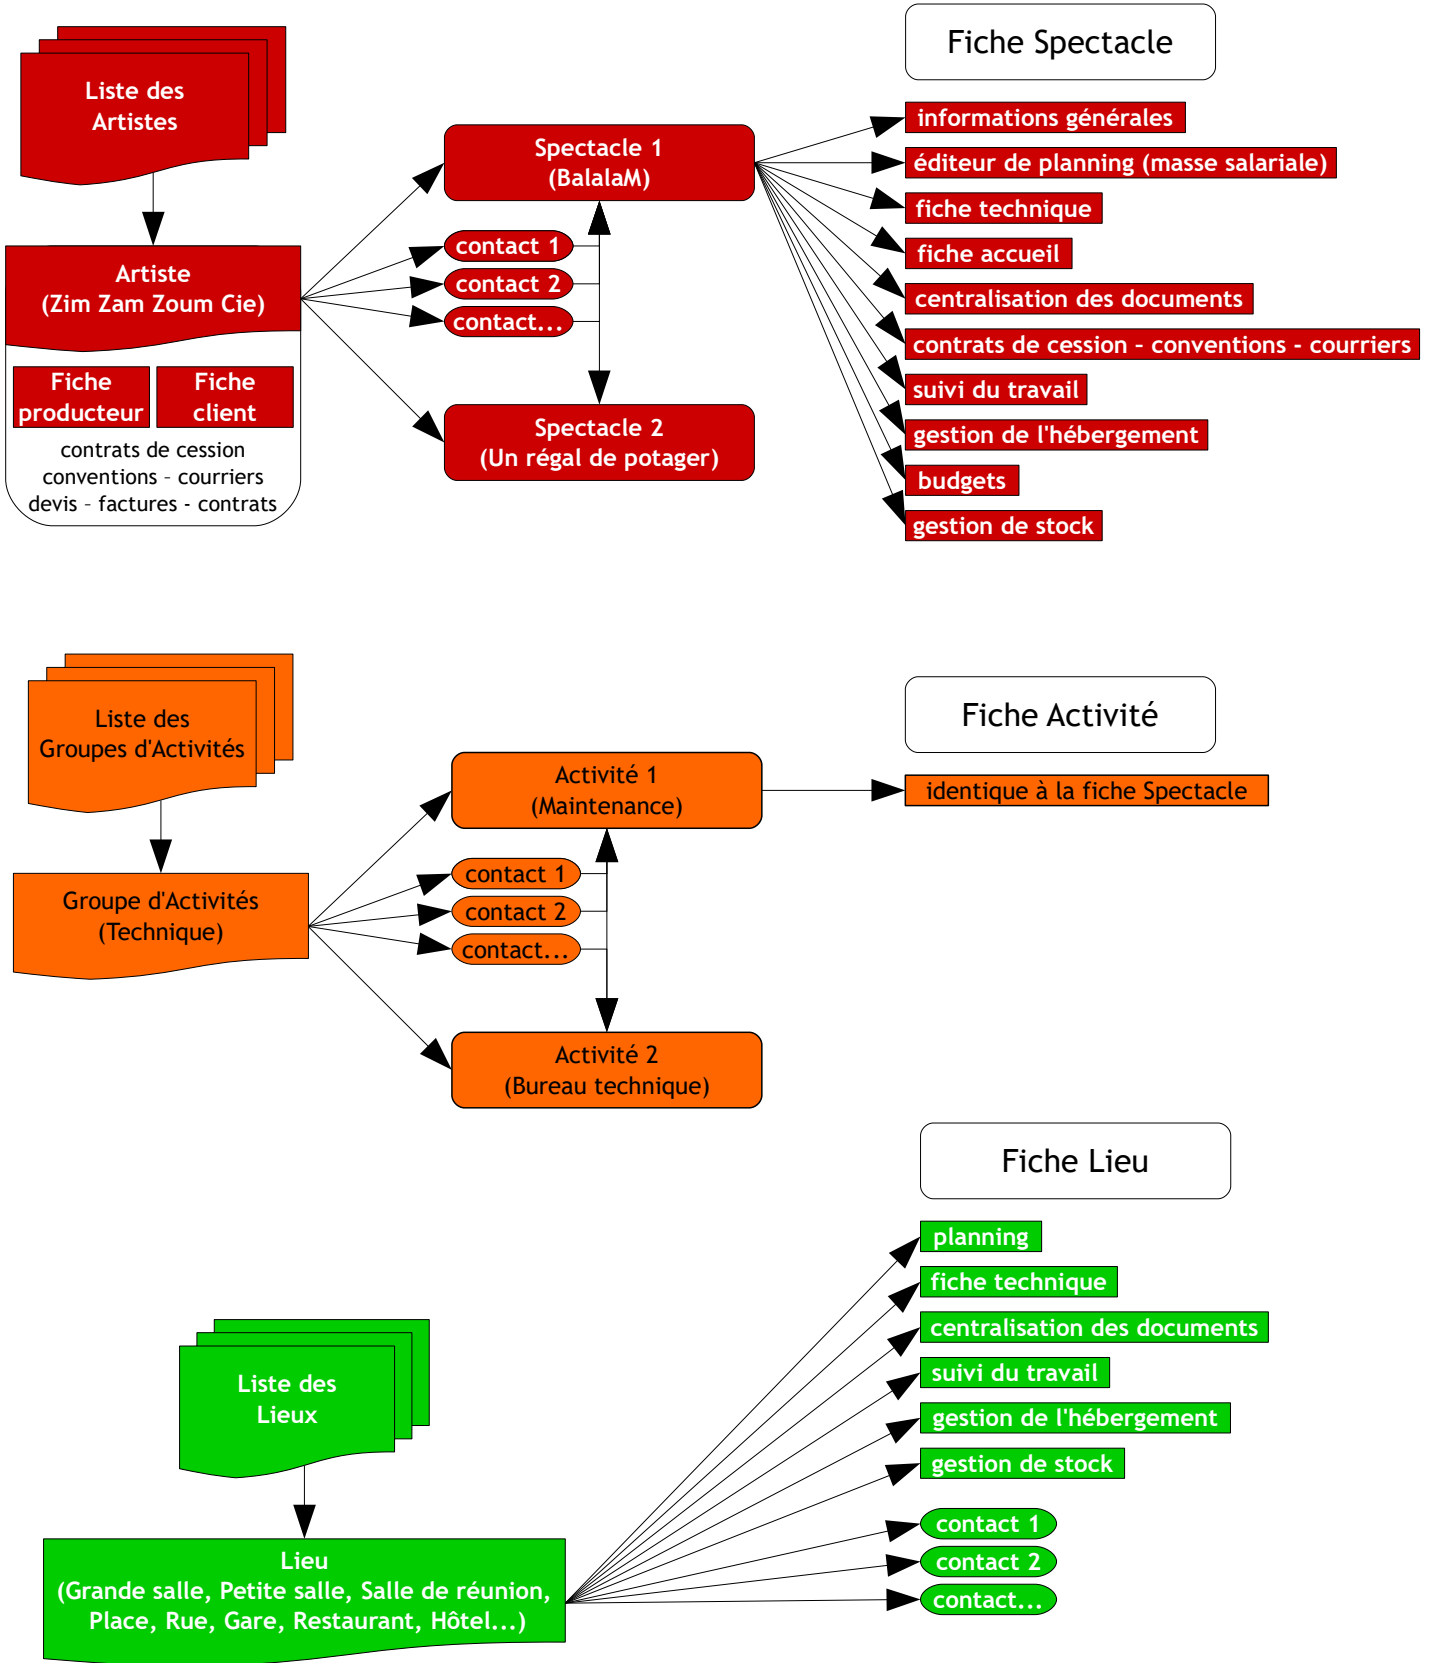 Fiche Spectacle
Liste des
Artistes
Artiste
(Zim Zam Zoum Cie)
Fiche
producteur
Fiche
client
contrats de cession
conventions – courriers
devis – factures - contrats
Spectacle 1
(BalalaM)
contact 1
contact 2
contact...
Spectacle 2
(Un régal de potager)
informations générales
éditeur de planning (masse salariale)
fiche technique
fiche accueil
centralisation des documents
contrats de cession – conventions - courriers
suivi du travail
gestion de l'hébergement
budgets
gestion de stock
Liste des
Groupes d'Activités
Groupe d'Activités
(Technique)
Activité 1
(Maintenance)
contact 1
contact 2
contact...
Activité 2
(Bureau technique)
Fiche Activité
identique à la fiche Spectacle
Fiche Lieu
Liste des
Lieux
Lieu
(Grande salle, Petite salle, Salle de réunion,
Place, Rue, Gare, Restaurant, Hôtel...)
planning
fiche technique
centralisation des documents
suivi du travail
gestion de l'hébergement
gestion de stock
contact 1
contact 2
contact...